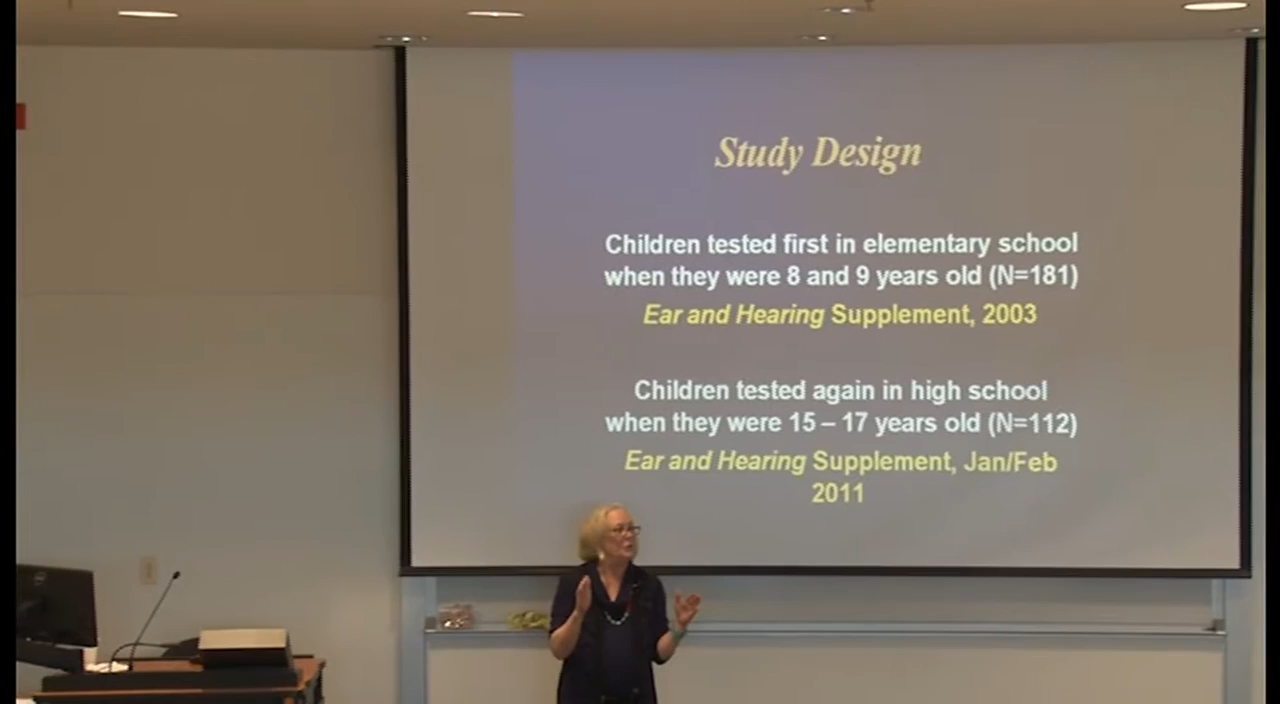 Study Design
Children tested first in elementary school
when they were 8 and 9 years old (N=181)
Ear and Hearing Supplement, 2003
Children tested again in high school
when they were 15 – 17 years old (N=112)
Ear and Hearing Supplement, Jan/Feb
2011